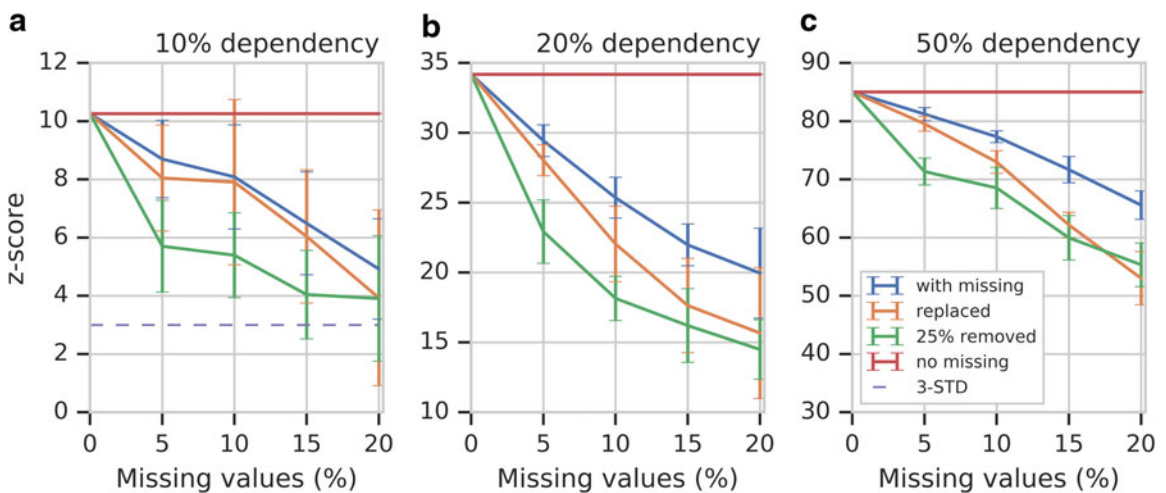 a
10% dependency
12
10
8
6
4
2
0
z-score
0 5 10 15 20
Missing values (%)
b
20% dependency
35
30
25
20
15
10
0 5 10 15 20
Missing values (%)
c
50% dependency
90
80
70
60
50
40
30
with missing
replaced
25% removed
no missing
3-STD
0 5 10 15 20
Missing values (%)